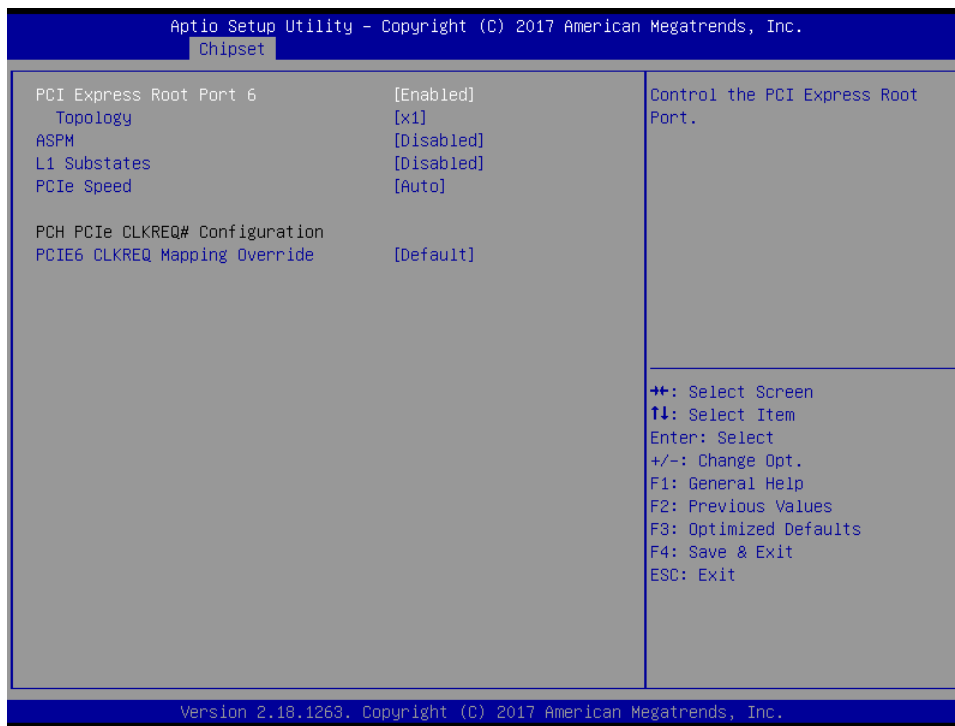 Aptio Setup Utility – Copyright (C) 2017 American Megatrends, Inc.
Chipset
PCI Express Root Port 6 [Enabled]
Topology [x1]
ASPM [Disabled]
L1 Substates [Disabled]
PCIe Speed [Auto]
PCH PCIe CLKREQ# Configuration
PCIE6 CLKREQ Mapping Override [Default]
Control the PCI Express Root
Port.
→←: Select Screen
↑↓: Select Item
Enter: Select
+/-: Change Opt.
F1: General Help
F2: Previous Values
F3: Optimized Defaults
F4: Save & Exit
ESC: Exit
Version 2.18.1263. Copyright (C) 2017 American Megatrends, Inc.